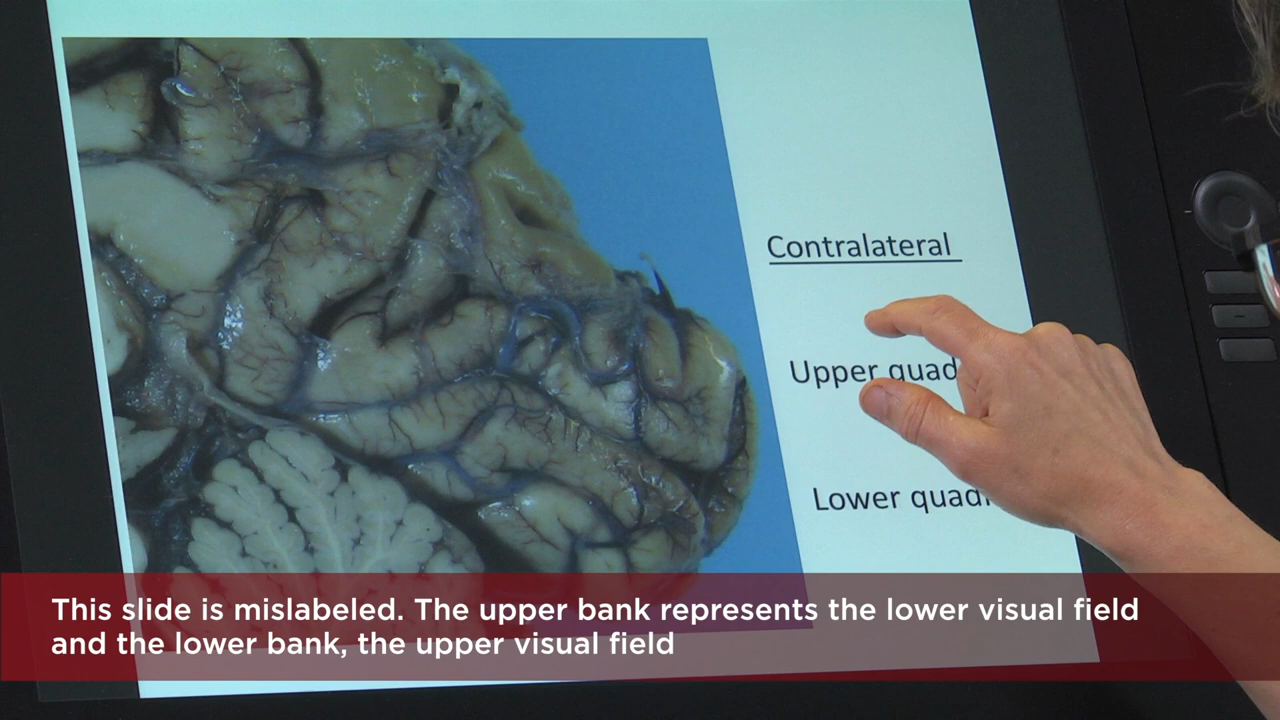 Contralateral
Upper quad
Lower quad
This slide is mislabeled. The upper bank represents the lower visual field
and the lower bank, the upper visual field